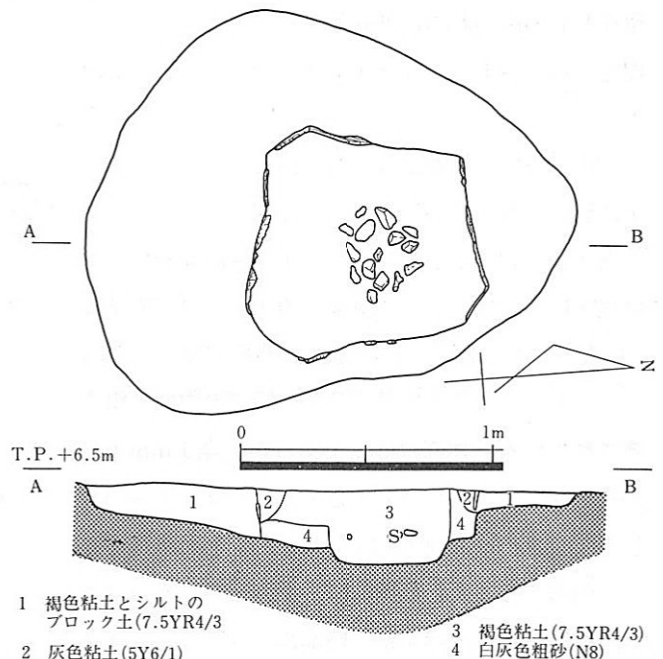 A
B
N
0
1m
T.P.+6.5m
A
B
1
2
3
2
1
4
4
S
1 褐色粘土とシルトの
ブロック土(7.5YR4/3
2 灰色粘土(5Y6/1)
3 褐色粘土(7.5YR4/3)
4 白灰色粗砂(N8)